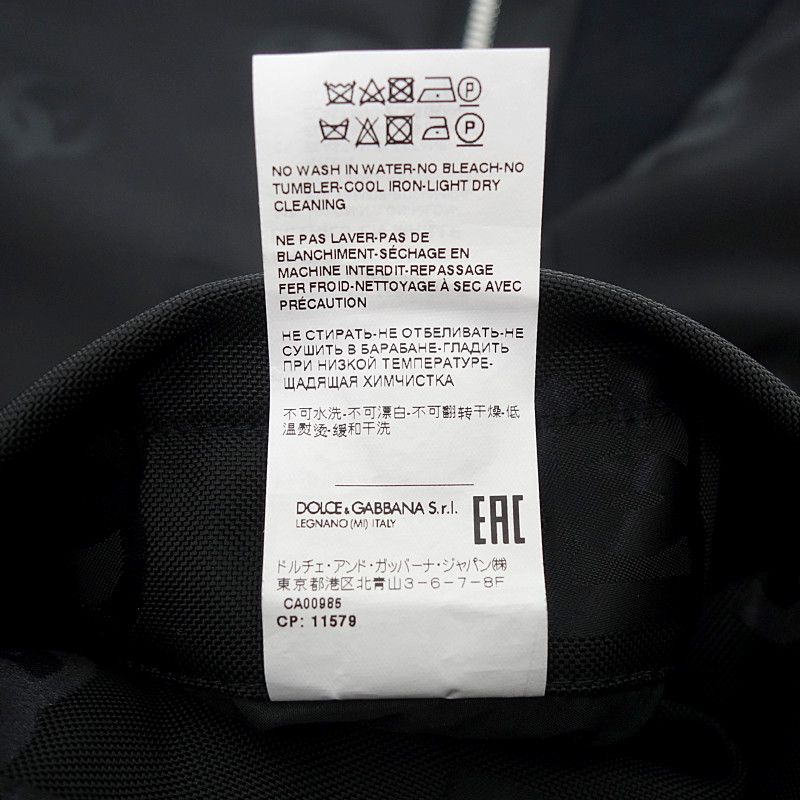 NO WASH IN WATER-NO BLEACH-NO
TUMBLER-COOL IRON-LIGHT DRY
CLEANING
NE PAS LAVER-PAS DE
BLANCHIMENT-SÉCHAGE EN
MACHINE INTERDIT-REPASSAGE
FER FROID-NETTOYAGE À SEC AVEC
PRÉCAUTION
НЕ СТИРАТЬ-НЕ ОТБЕЛИВАТЬ-НЕ
СУШИТЬ В БАРАБАНЕ-ГЛАДИТЬ
ПРИ НИЗКОЙ ТЕМПЕРАТУРЕ-
ЩАДЯЩАЯ ХИМЧИСТКА
不可水洗-不可漂白-不可翻转干燥-低
温熨烫-缓和干洗
DOLCE & GABBANA S.r.l.
LEGNANO (MI) ITALY
EAC
ドルチェ・アンド・ガッバーナ・ジャパン㈱
東京都港区北青山3-6-7-8F
CA00985
CP: 11579